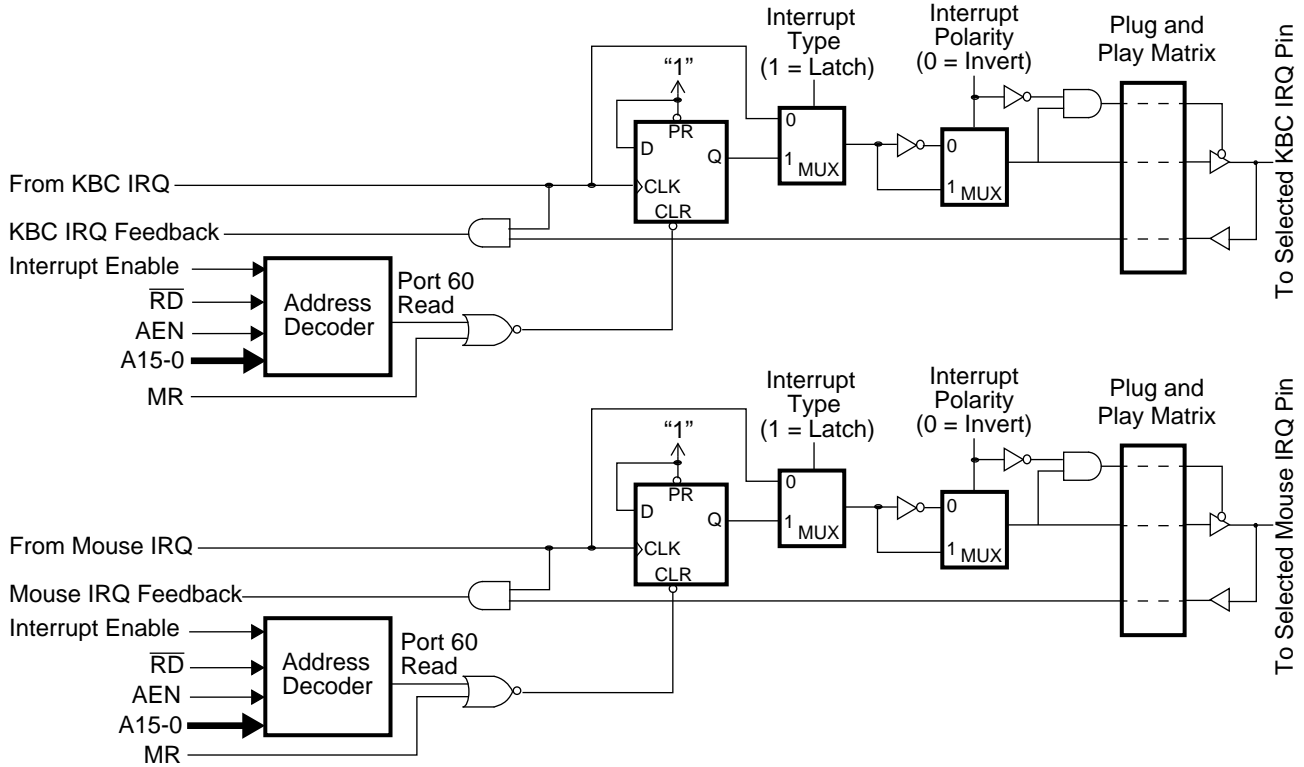 Interrupt
Type
(1 = Latch)
Interrupt
Polarity
(0 = Invert)
Plug and
Play Matrix
“1”
PR
D
Q
CLK
CLR
0
1
MUX
0
1
MUX
From KBC IRQ
KBC IRQ Feedback
Interrupt Enable
RD
AEN
A15-0
MR
Address
Decoder
Port 60
Read
To Selected KBC IRQ Pin
Interrupt
Type
(1 = Latch)
Interrupt
Polarity
(0 = Invert)
Plug and
Play Matrix
“1”
PR
D
Q
CLK
CLR
0
1
MUX
0
1
MUX
From Mouse IRQ
Mouse IRQ Feedback
Interrupt Enable
RD
AEN
A15-0
MR
Address
Decoder
Port 60
Read
To Selected Mouse IRQ Pin